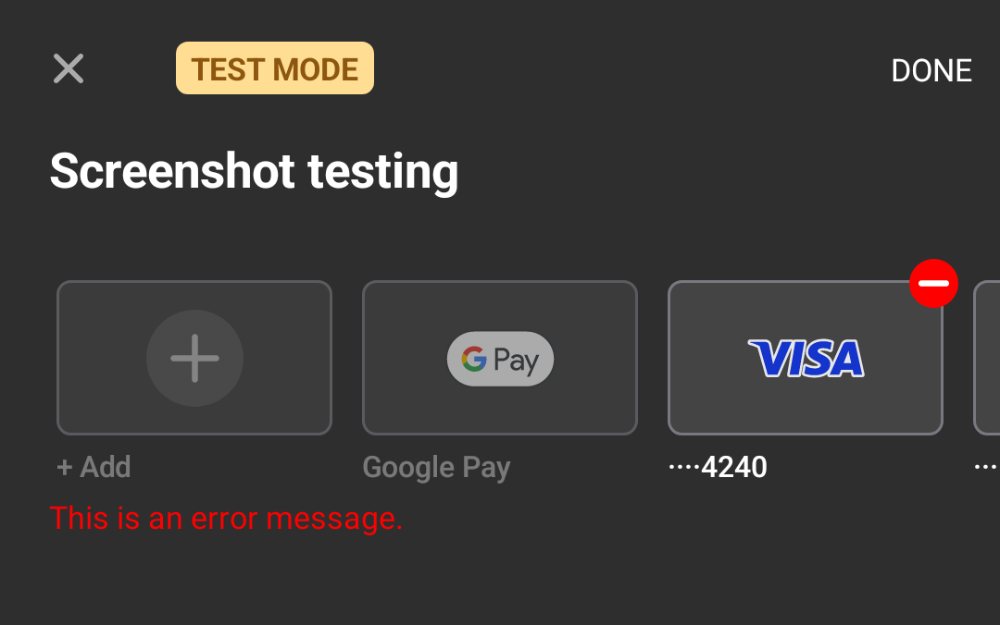 TEST MODE
DONE
Screenshot testing
G Pay
VISA
+ Add
Google Pay
····4240
···
This is an error message.